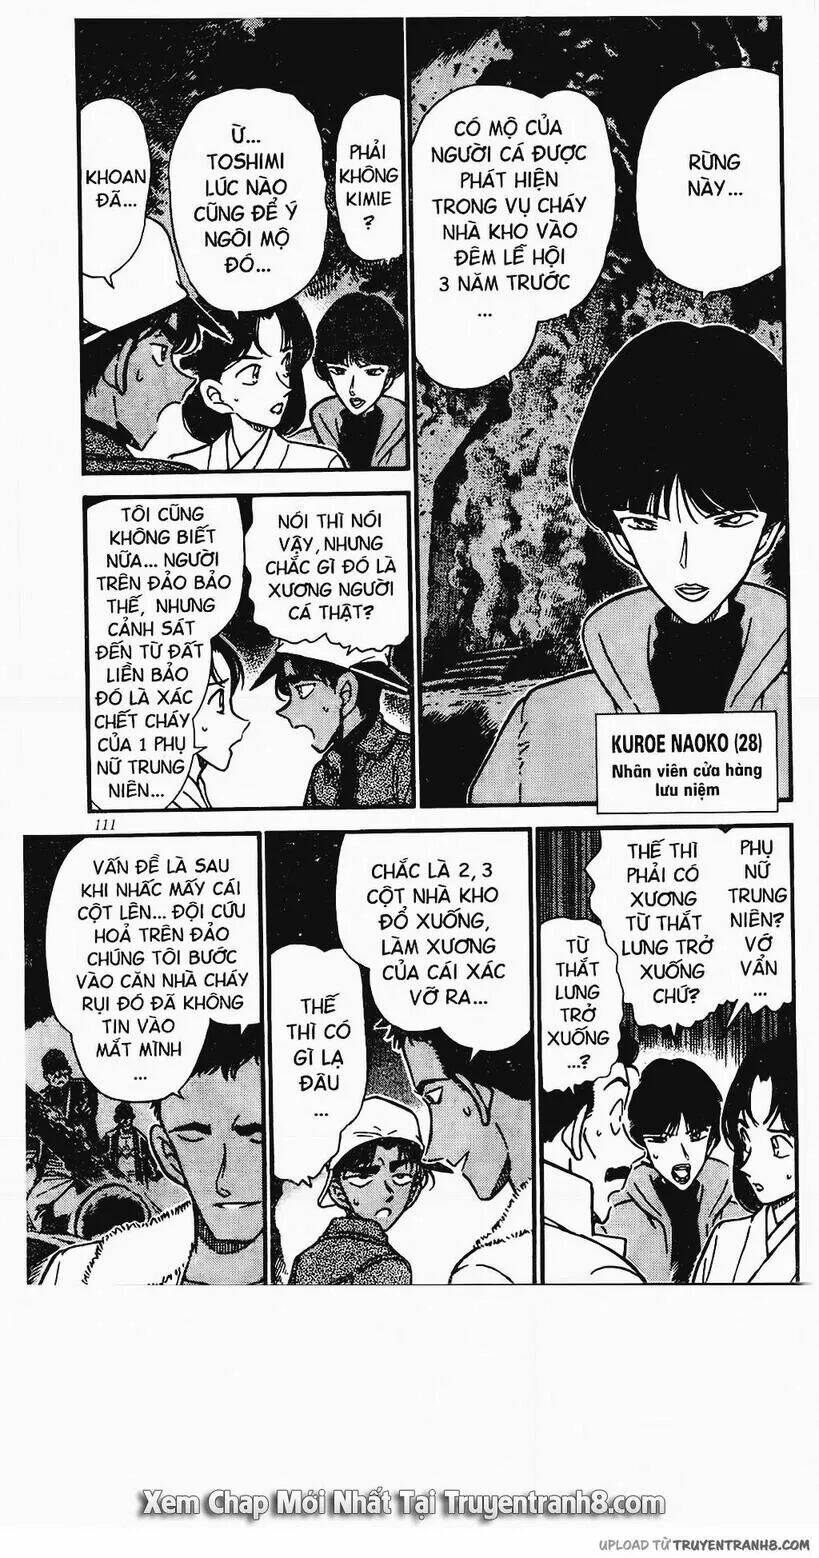 RỪNG
NÀY...
CÓ MỘ CỦA
NGƯỜI CÁ ĐƯỢC
PHÁT HIỆN
TRONG VỤ CHÁY
NHÀ KHO VÀO
ĐÊM LỄ HỘI
3 NĂM TRƯỚC
...
KUROE NAOKO (28)
Nhân viên cửa hàng
lưu niệm
PHẢI
KHÔNG
KIMIE
?
Ừ...
TOSHIMI
LÚC NÀO
CŨNG ĐỂ Ý
NGÔI MỘ
ĐÓ...
KHOAN
ĐÃ...
NÓI THÌ NÓI
VẬY, NHƯNG
CHẮC GÌ ĐÓ LÀ
XƯƠNG NGƯỜI
CÁ THẬT?
TÔI CŨNG
KHÔNG BIẾT
NỮA... NGƯỜI
TRÊN ĐẢO BẢO
THẾ, NHƯNG
CẢNH SÁT
ĐẾN TỪ ĐẤT
LIỀN BẢO
ĐÓ LÀ XÁC
CHẾT CHÁY
CỦA 1 PHỤ
NỮ TRUNG
NIÊN...
111
PHỤ
NỮ
TRUNG
NIÊN?
VỚ
VẨN
...
THẾ THÌ
PHẢI CÓ
XƯƠNG
TỪ THẮT
LƯNG TRỞ
XUỐNG
CHỨ?
TỪ
THẮT
LƯNG
TRỞ
XUỐNG
...?
CHẮC LÀ 2, 3
CỘT NHÀ KHO
ĐỔ XUỐNG,
LÀM XƯƠNG
CỦA CÁI XÁC
VỠ RA...
THẾ
THÌ CÓ
GÌ LẠ
ĐÂU
...
VẤN ĐỀ LÀ SAU
KHI NHẤC MẤY CÁI
CỘT LÊN... ĐỘI CỨU
HOẢ TRÊN ĐẢO
CHÚNG TÔI BƯỚC
VÀO CĂN NHÀ CHÁY
RỤI ĐÓ ĐÃ KHÔNG
TIN VÀO
MẮT MÌNH
...
Xem Chap Mới Nhất Tại Truyentranh8.com
UPLOAD TỪ TRUYENTRANH8.COM